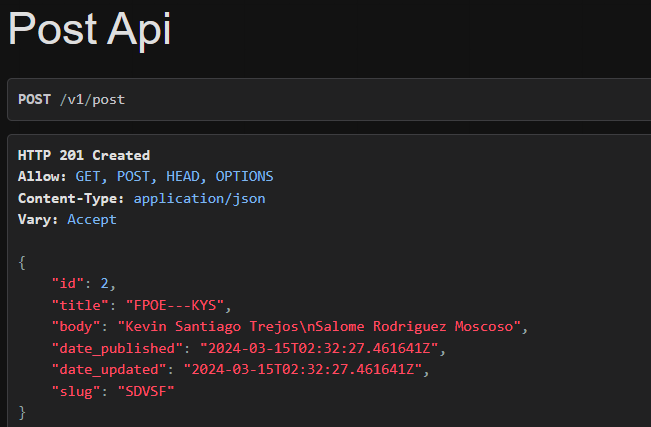 Post Api
POST /v1/post
HTTP 201 Created
Allow: GET, POST, HEAD, OPTIONS
Content-Type: application/json
Vary: Accept
{
    "id": 2,
    "title": "FPOE---KYS",
    "body": "Kevin Santiago Trejos\nSalome Rodriguez Moscoso",
    "date_published": "2024-03-15T02:32:27.461641Z",
    "date_updated": "2024-03-15T02:32:27.461641Z",
    "slug": "SDVSF"
}